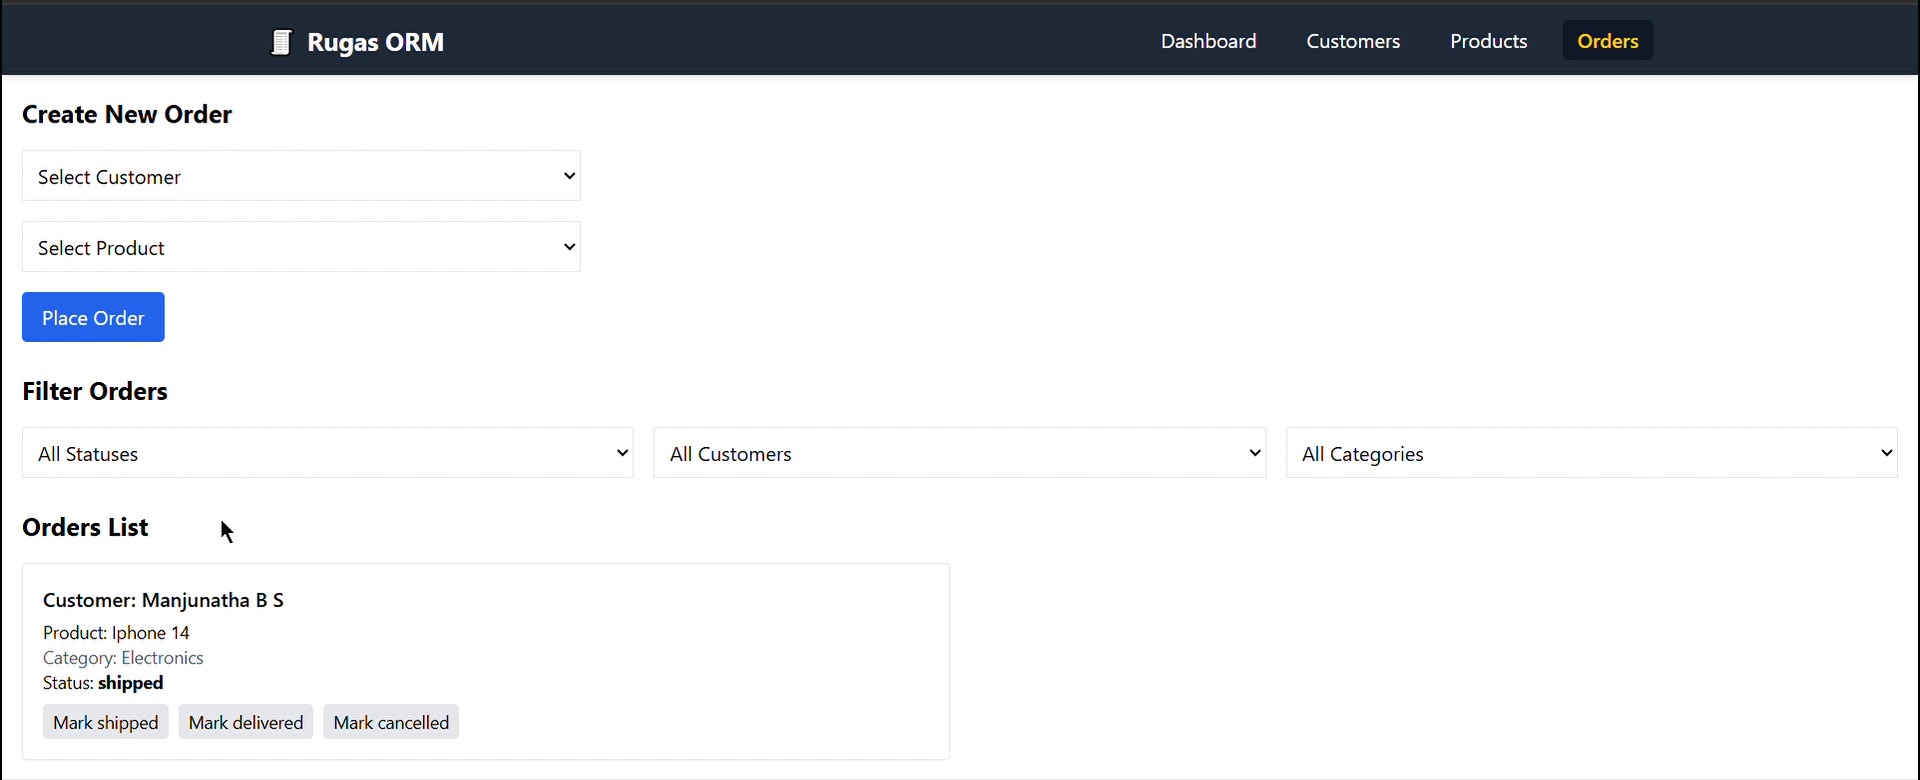 Rugas ORM
Dashboard Customers Products Orders
Create New Order
Select Customer
Select Product
Place Order
Filter Orders
All Statuses All Customers All Categories
Orders List
Customer: Manjunatha B S
Product: Iphone 14
Category: Electronics
Status: shipped
Mark shipped Mark delivered Mark cancelled